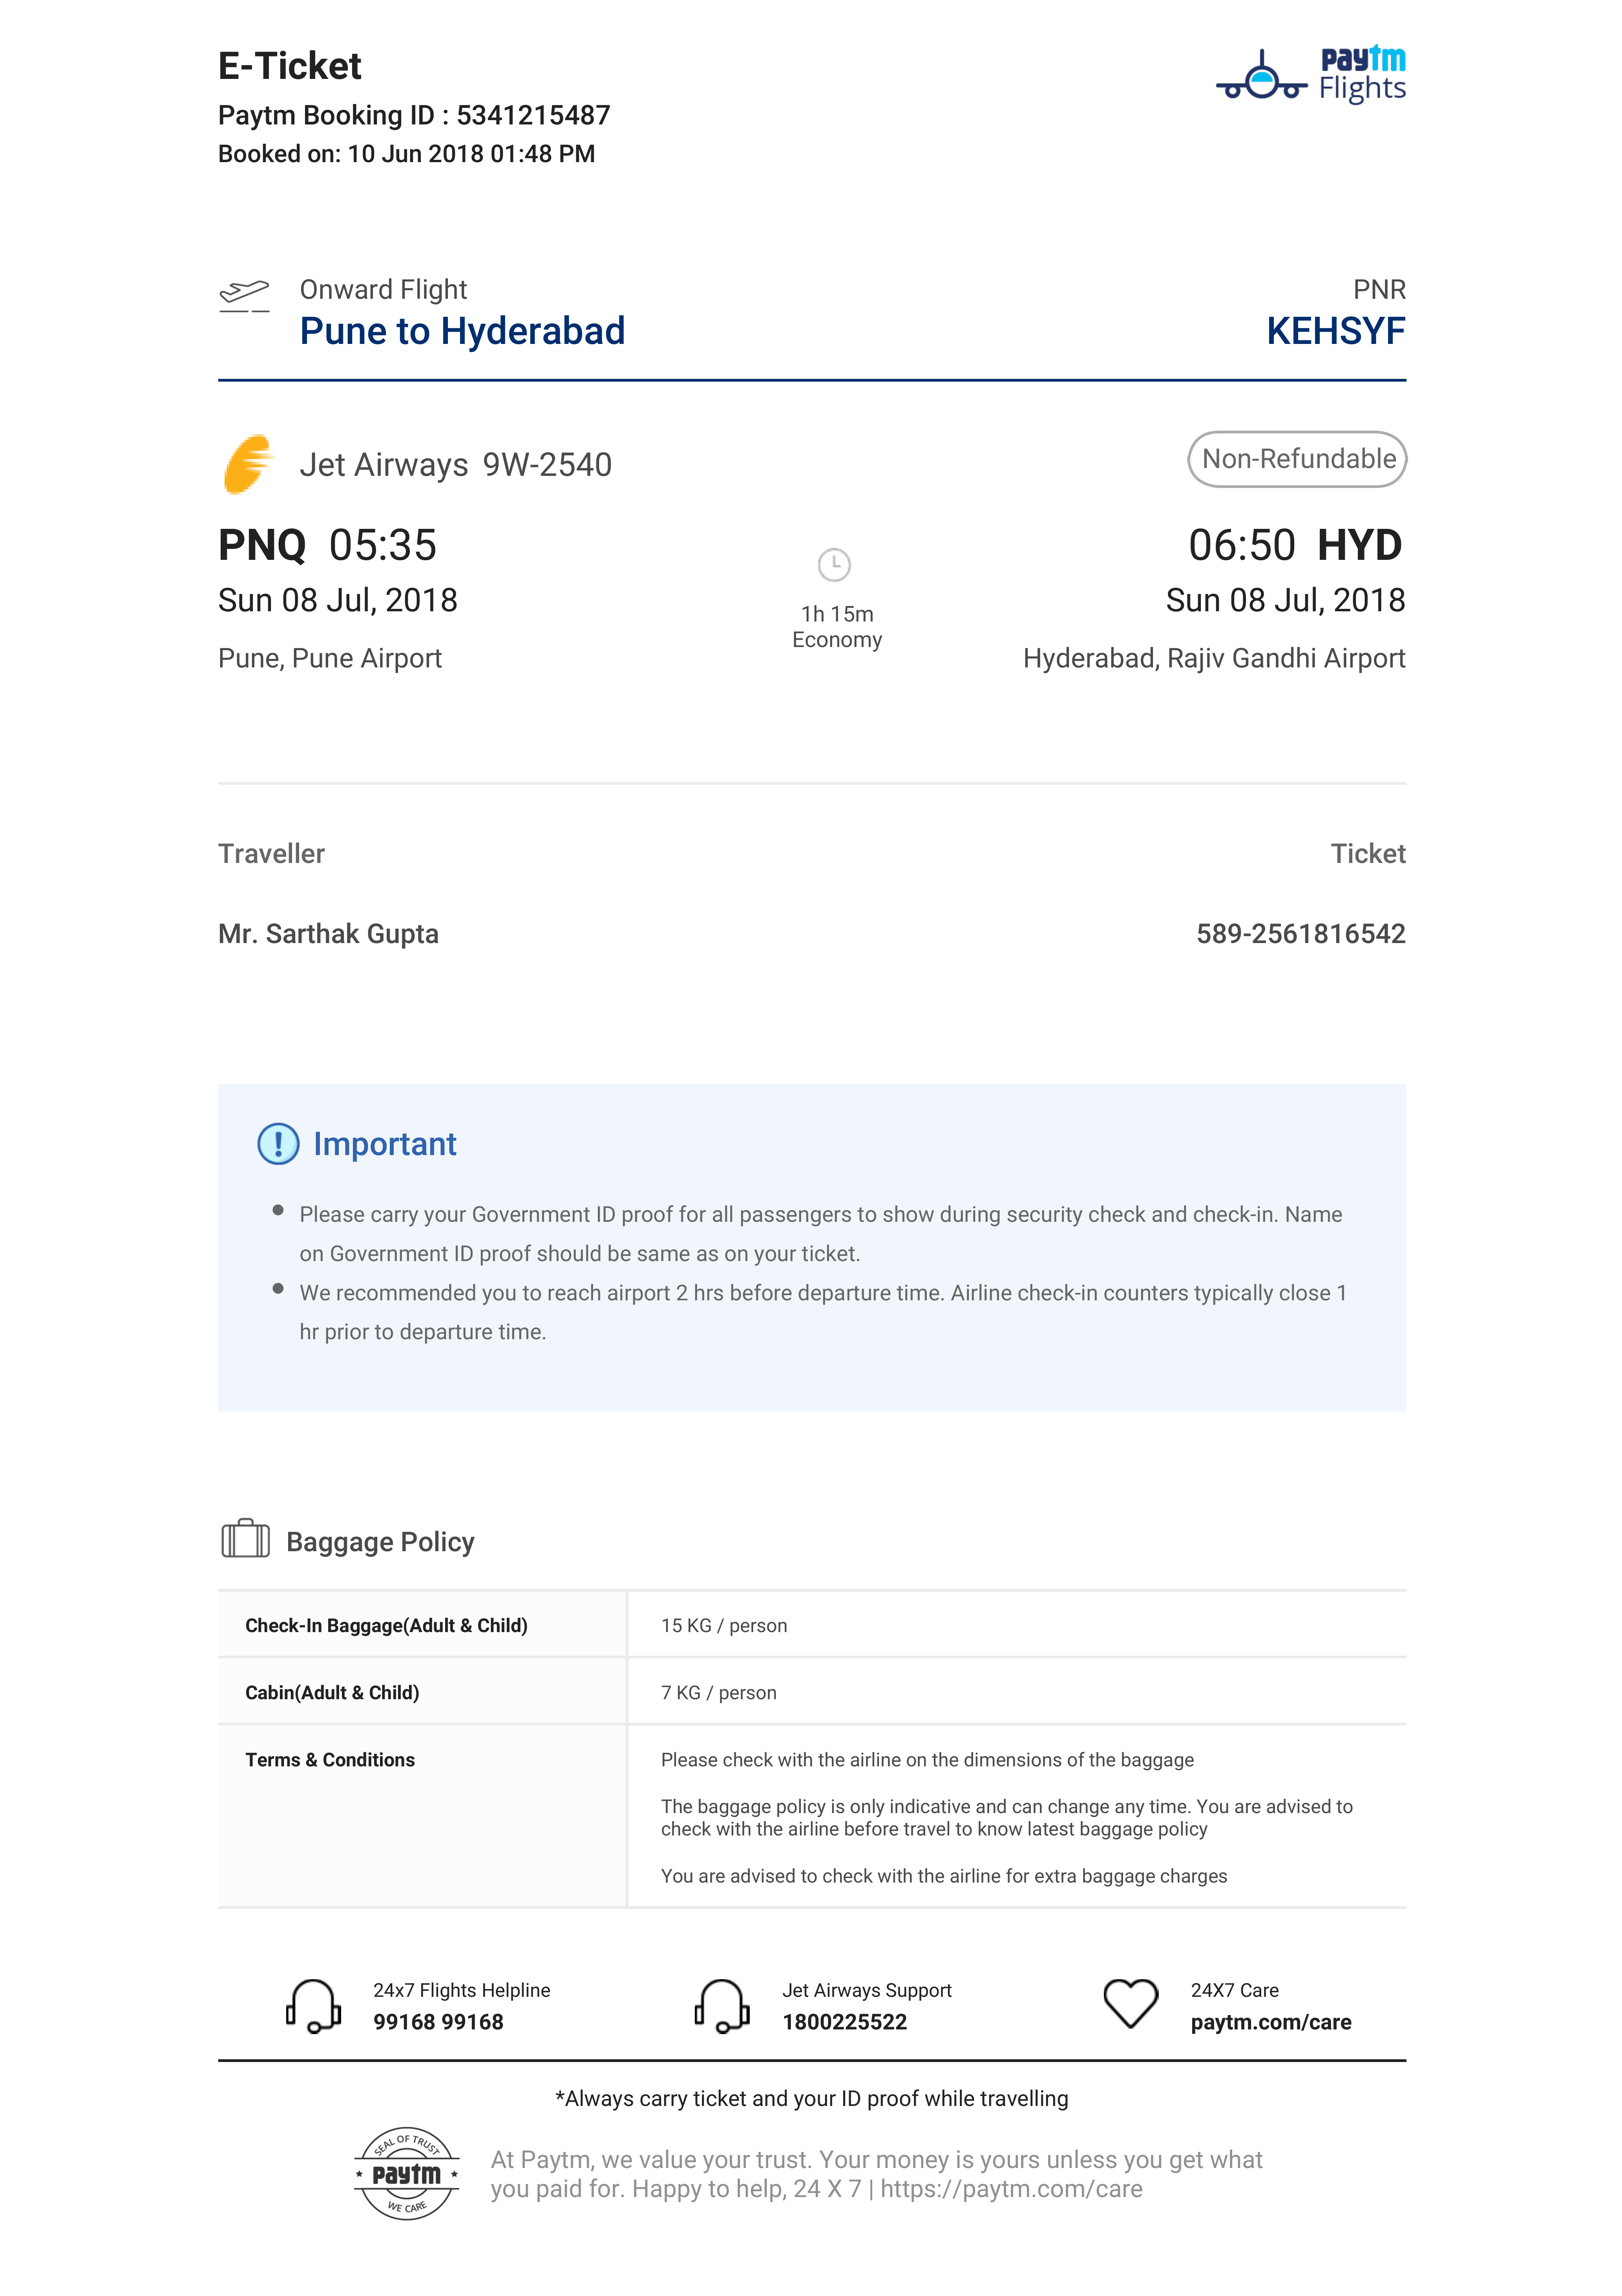 E-Ticket
paytm
Flights
Paytm Booking ID : 5341215487
Booked on: 10 Jun 2018 01:48 PM
Onward Flight
PNR
Pune to Hyderabad
KEHSYF
Jet Airways 9W-2540
Non-Refundable
PNQ 05:35
06:50 HYD
Sun 08 Jul, 2018
1h 15m
Economy
Sun 08 Jul, 2018
Pune, Pune Airport
Hyderabad, Rajiv Gandhi Airport
Traveller
Ticket
Mr. Sarthak Gupta
589-2561816542
Important
Please carry your Government ID proof for all passengers to show during security check and check-in. Name
on Government ID proof should be same as on your ticket.
We recommended you to reach airport 2 hrs before departure time. Airline check-in counters typically close 1
hr prior to departure time.
Baggage Policy
Check-In Baggage(Adult & Child)
15 KG / person
Cabin(Adult & Child)
7 KG / person
Terms & Conditions
Please check with the airline on the dimensions of the baggage
The baggage policy is only indicative and can change any time. You are advised to
check with the airline before travel to know latest baggage policy
You are advised to check with the airline for extra baggage charges
24x7 Flights Helpline
99168 99168
Jet Airways Support
1800225522
24X7 Care
paytm.com/care
*Always carry ticket and your ID proof while travelling
SEAL OF TRUST
paytm
WE CARE
At Paytm, we value your trust. Your money is yours unless you get what
you paid for. Happy to help, 24 X 7 | https://paytm.com/care